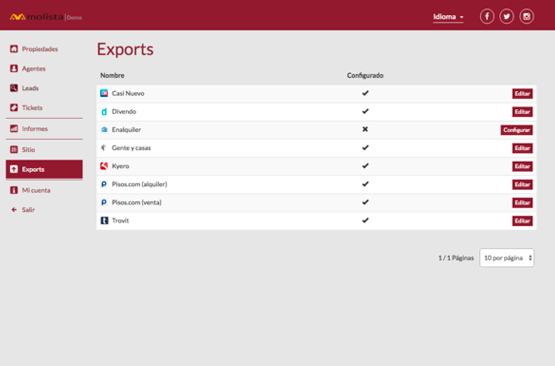 molista | Demo
Idioma
Propiedades
Agentes
Leads
Tickets
Informes
Sitio
Exports
Mi cuenta
Salir
Exports
Nombre Configurado
Casi Nuevo Editar
Divendo Editar
Enalquiler Configurar
Gente y casas Editar
Kyero Editar
Pisos.com (alquiler) Editar
Pisos.com (venta) Editar
Trovit Editar
1 / 1 Páginas 10 por página